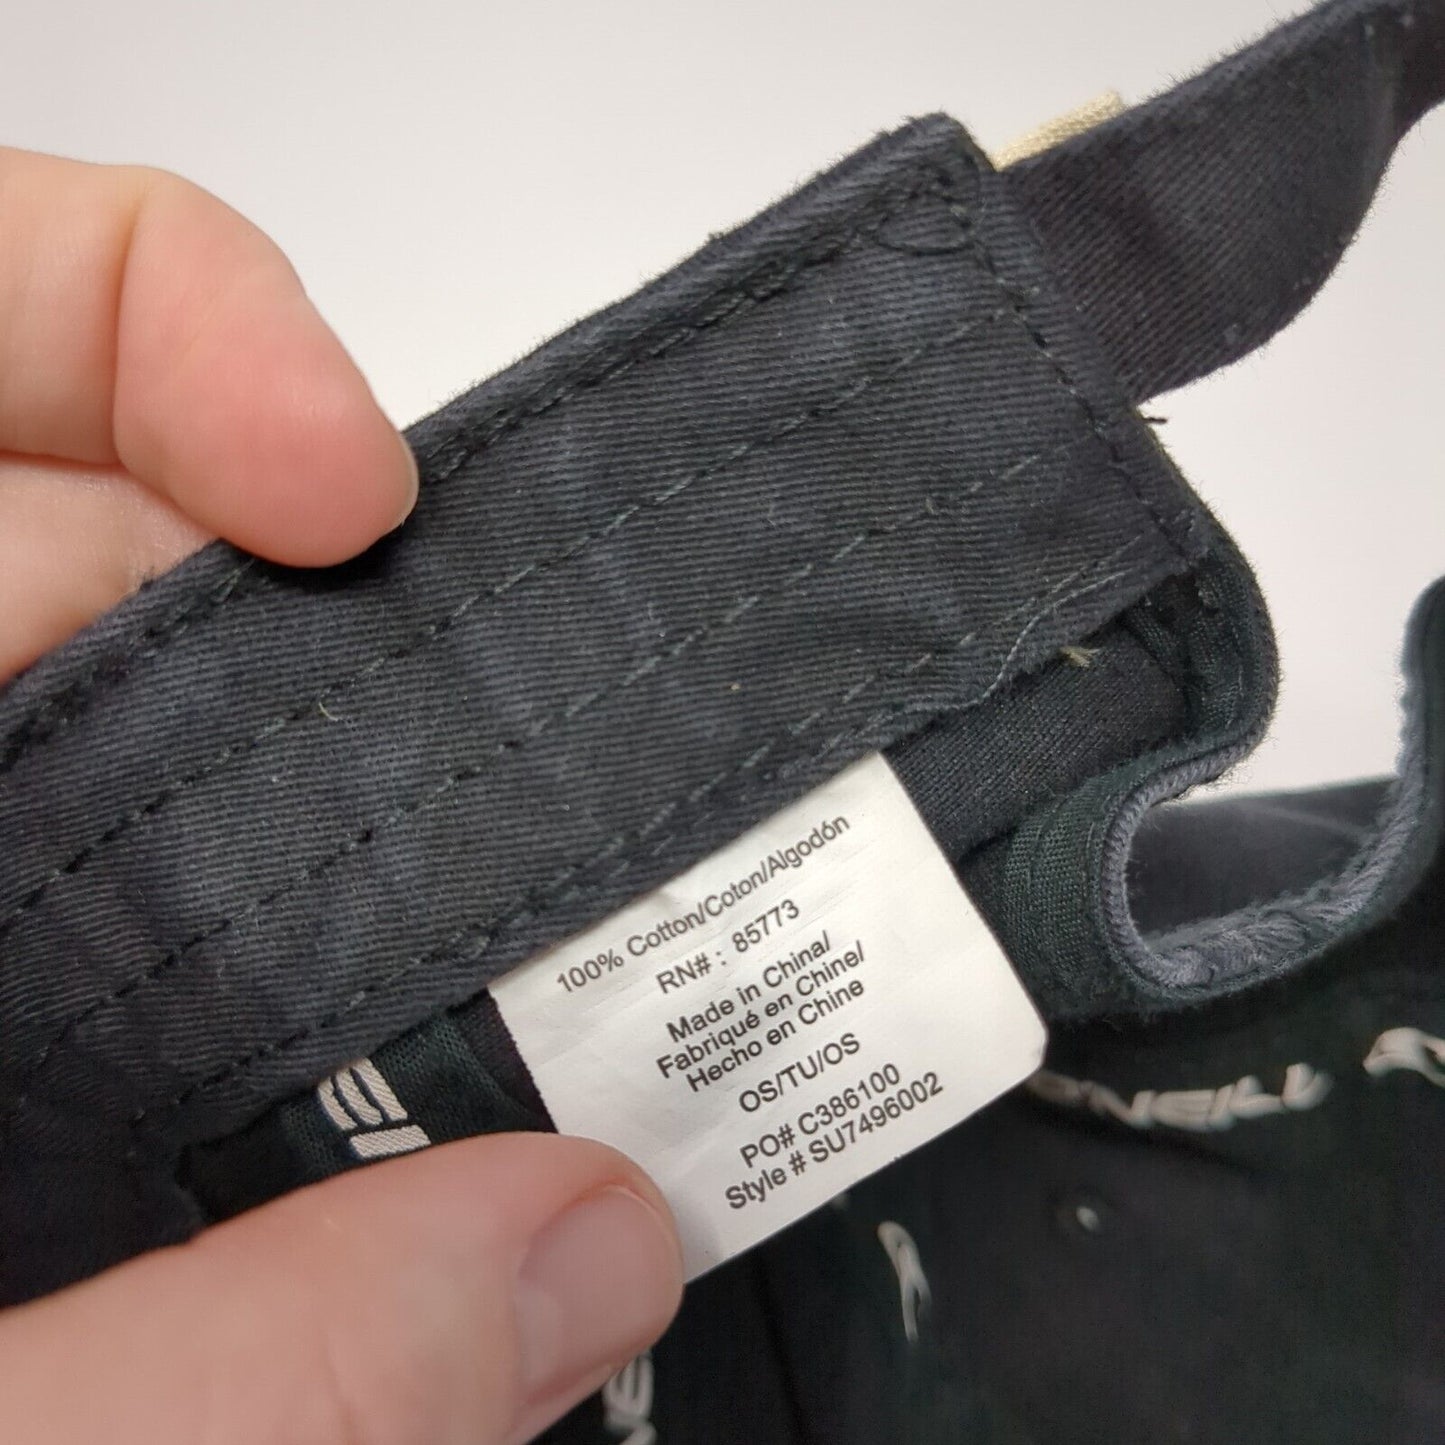 100% Cotton/Coton/Algodón
RN# : 85773
Made in China/
Fabriqué en Chine/
Hecho en Chine
OS/TU/OS
PO# C386100
Style # SU7496002
O'NEILL